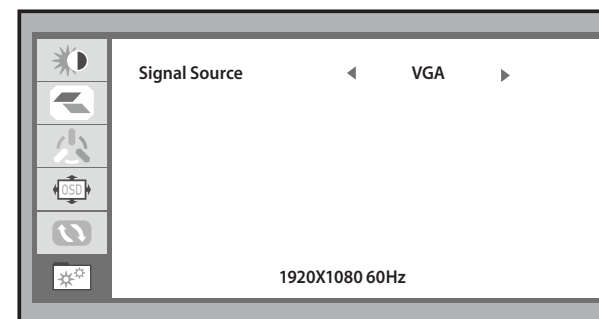 Signal Source ◀ VGA ▶
OSD
1920X1080 60Hz